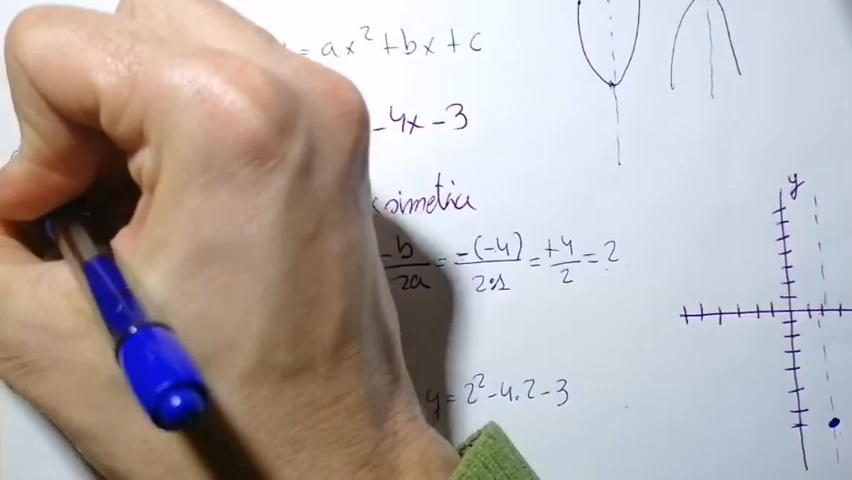 = ax² + bx + c
- 4x - 3
simetria
-b/2a = -(-4)/2·1 = +4/2 = 2
y
y = 2² - 4.2 - 3